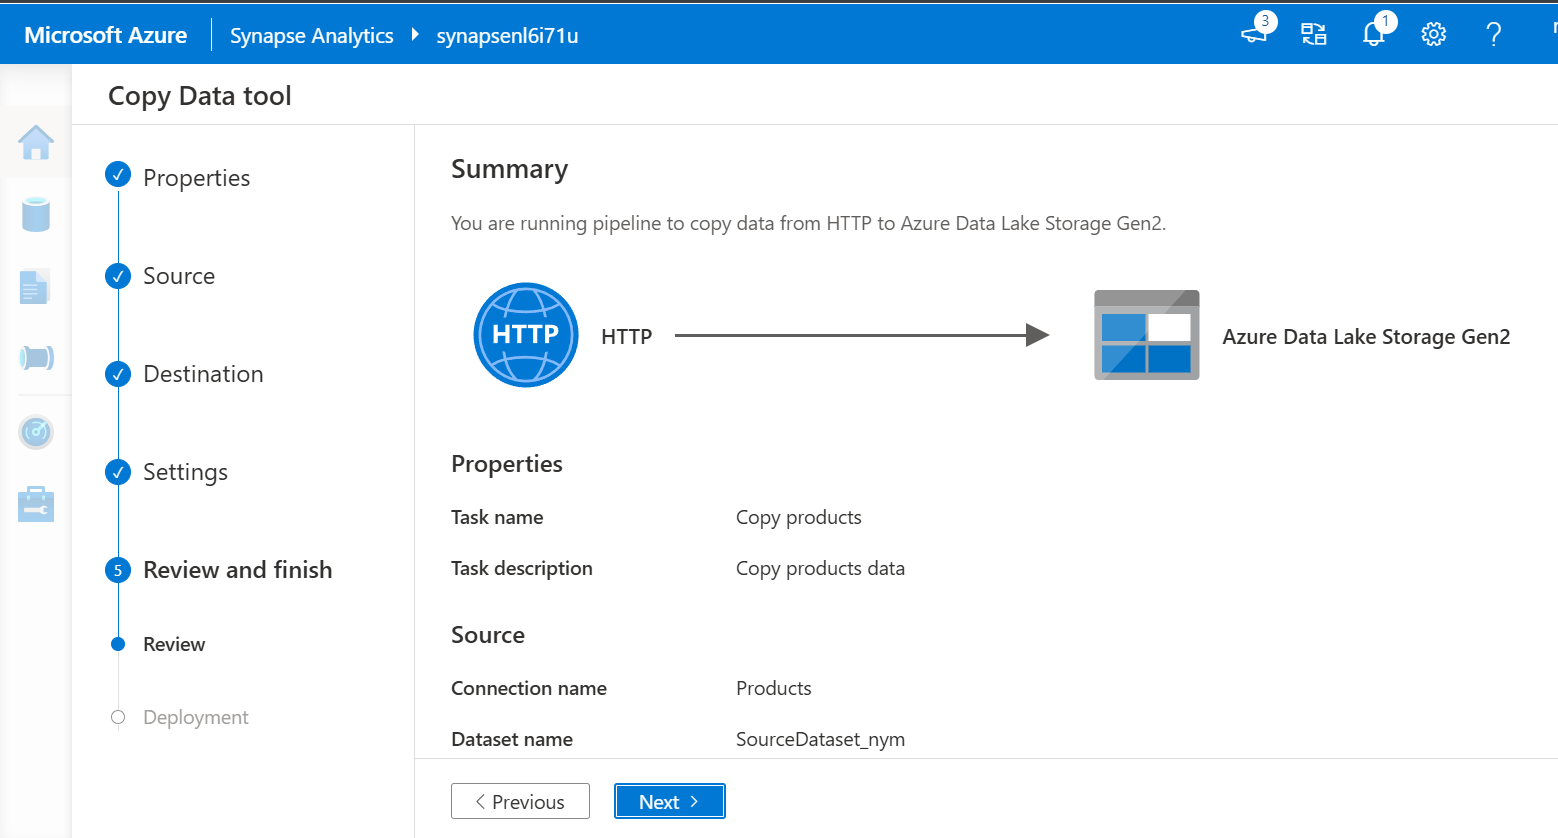 Microsoft Azure
Synapse Analytics
synapsenl6i71u
3
1
?
Copy Data tool
Properties
Source
Destination
Settings
5 Review and finish
Review
Deployment
Summary
You are running pipeline to copy data from HTTP to Azure Data Lake Storage Gen2.
HTTP
HTTP
Azure Data Lake Storage Gen2
Properties
Task name Copy products
Task description Copy products data
Source
Connection name Products
Dataset name SourceDataset_nym
< Previous
Next >